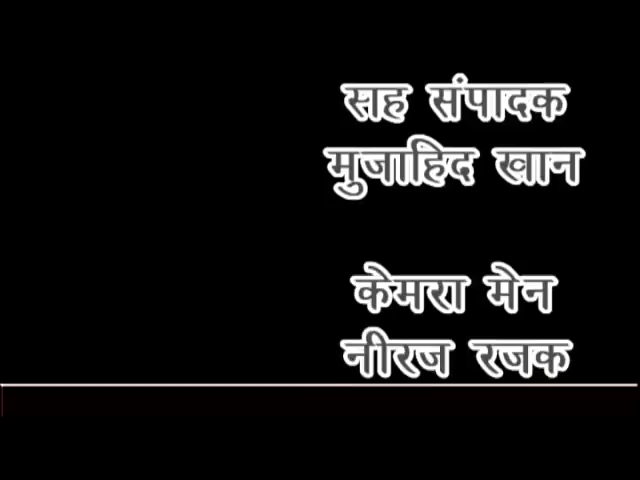 सह संपादक
मुजाहिद खान
केमरा मेन
नीरज रजक